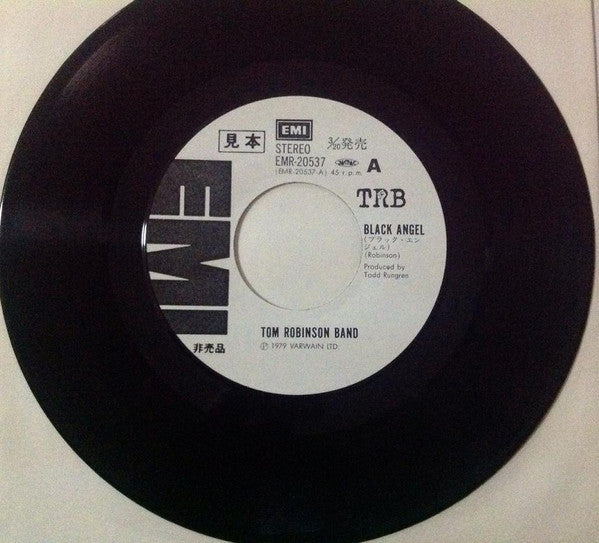 EMI
見本
STEREO
3/20発売
EMR-20537
(EMR-20537-A) 45 r.p.m.
A
TRB
BLACK ANGEL
(ブラック・エン
ジェル)
(Robinson)
Produced by
Todd Rungren
EMI
TOM ROBINSON BAND
非売品
Ⓟ 1979 VARWAIN LTD.